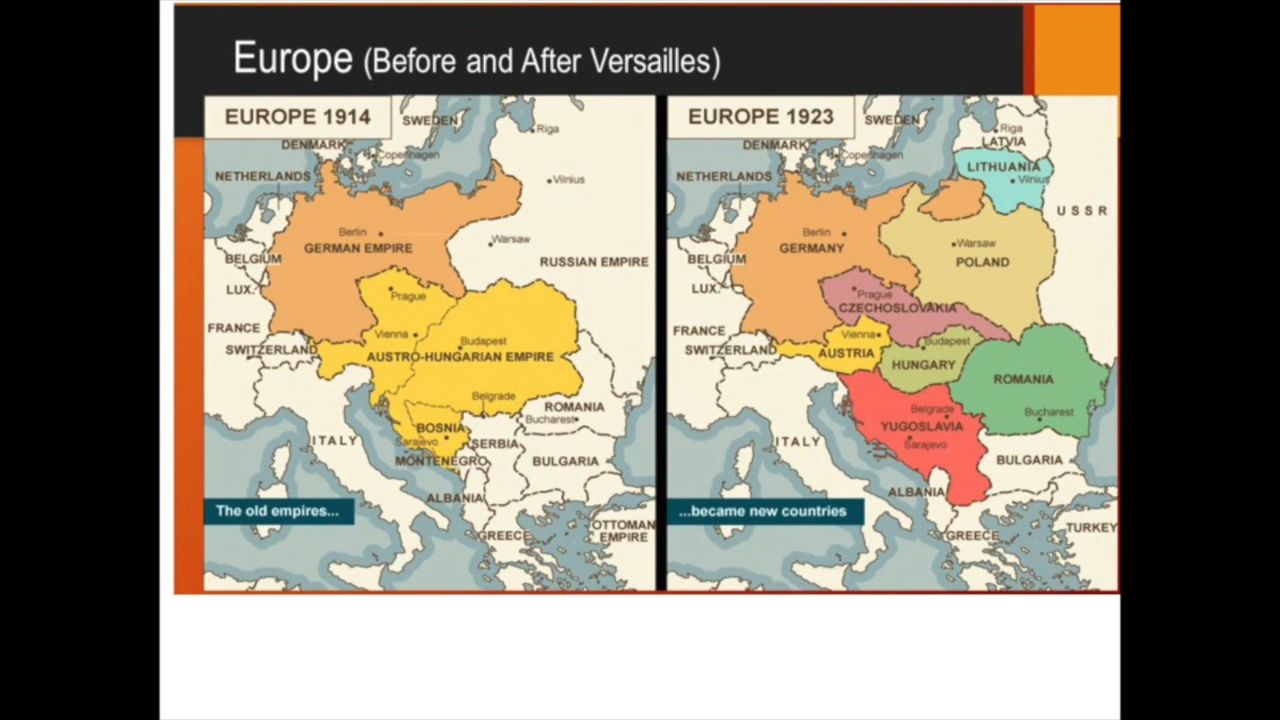 Europe (Before and After Versailles)
EUROPE 1914
SWEDEN
Riga
DENMARK
Copenhagen
NETHERLANDS
Vilnius
Berlin
GERMAN EMPIRE
Warsaw
BELGIUM
RUSSIAN EMPIRE
LUX.
Prague
FRANCE
Vienna
Budapest
SWITZERLAND
AUSTRO-HUNGARIAN EMPIRE
Belgrade
ROMANIA
Bucharest
BOSNIA
ITALY
Sarajevo
SERBIA
MONTENEGRO
BULGARIA
ALBANIA
The old empires...
GREECE
OTTOMAN
EMPIRE
EUROPE 1923
SWEDEN
Riga
LATVIA
DENMARK
Copenhagen
LITHUANIA
NETHERLANDS
Vilnius
USSR
Berlin
GERMANY
Warsaw
POLAND
BELGIUM
LUX.
Prague
CZECHOSLOVAKIA
FRANCE
Vienna
Budapest
SWITZERLAND
AUSTRIA
HUNGARY
ROMANIA
Belgrade
Bucharest
YUGOSLAVIA
ITALY
Sarajevo
BULGARIA
ALBANIA
...became new countries
GREECE
TURKEY